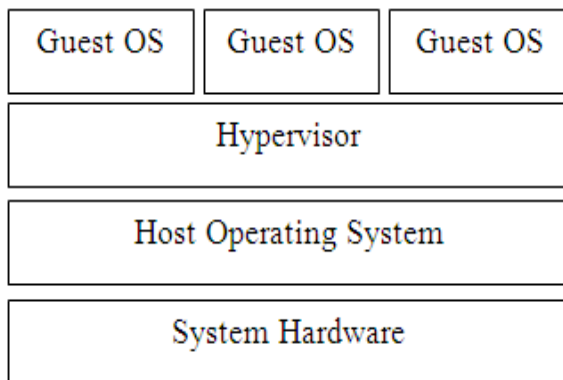 Guest OS Guest OS Guest OS
Hypervisor
Host Operating System
System Hardware